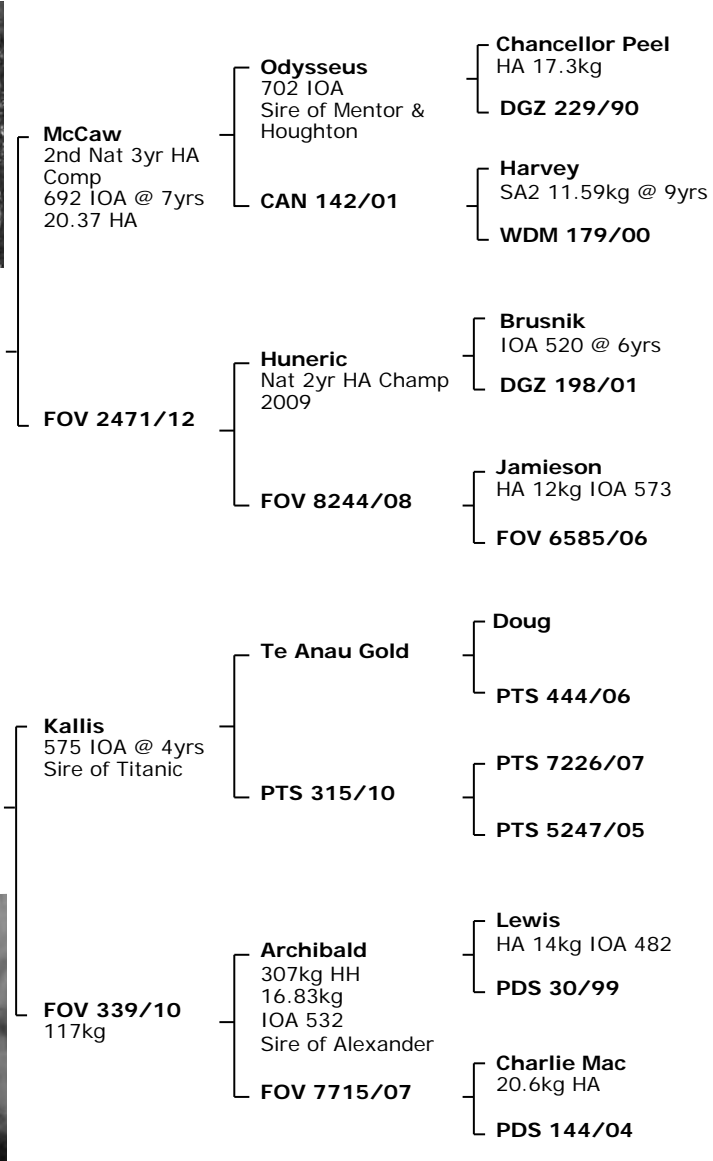 McCaw
2nd Nat 3yr HA
Comp
692 IOA @ 7yrs
20.37 HA
Odysseus
702 IOA
Sire of Mentor &
Houghton
Chancellor Peel
HA 17.3kg
DGZ 229/90
CAN 142/01
Harvey
SA2 11.59kg @ 9yrs
WDM 179/00
FOV 2471/12
Huneric
Nat 2yr HA Champ
2009
Brusnik
IOA 520 @ 6yrs
DGZ 198/01
FOV 8244/08
Jamieson
HA 12kg IOA 573
FOV 6585/06
Kallis
575 IOA @ 4yrs
Sire of Titanic
Te Anau Gold
Doug
PTS 444/06
PTS 315/10
PTS 7226/07
PTS 5247/05
FOV 339/10
117kg
Archibald
307kg HH
16.83kg
IOA 532
Sire of Alexander
Lewis
HA 14kg IOA 482
PDS 30/99
FOV 7715/07
Charlie Mac
20.6kg HA
PDS 144/04